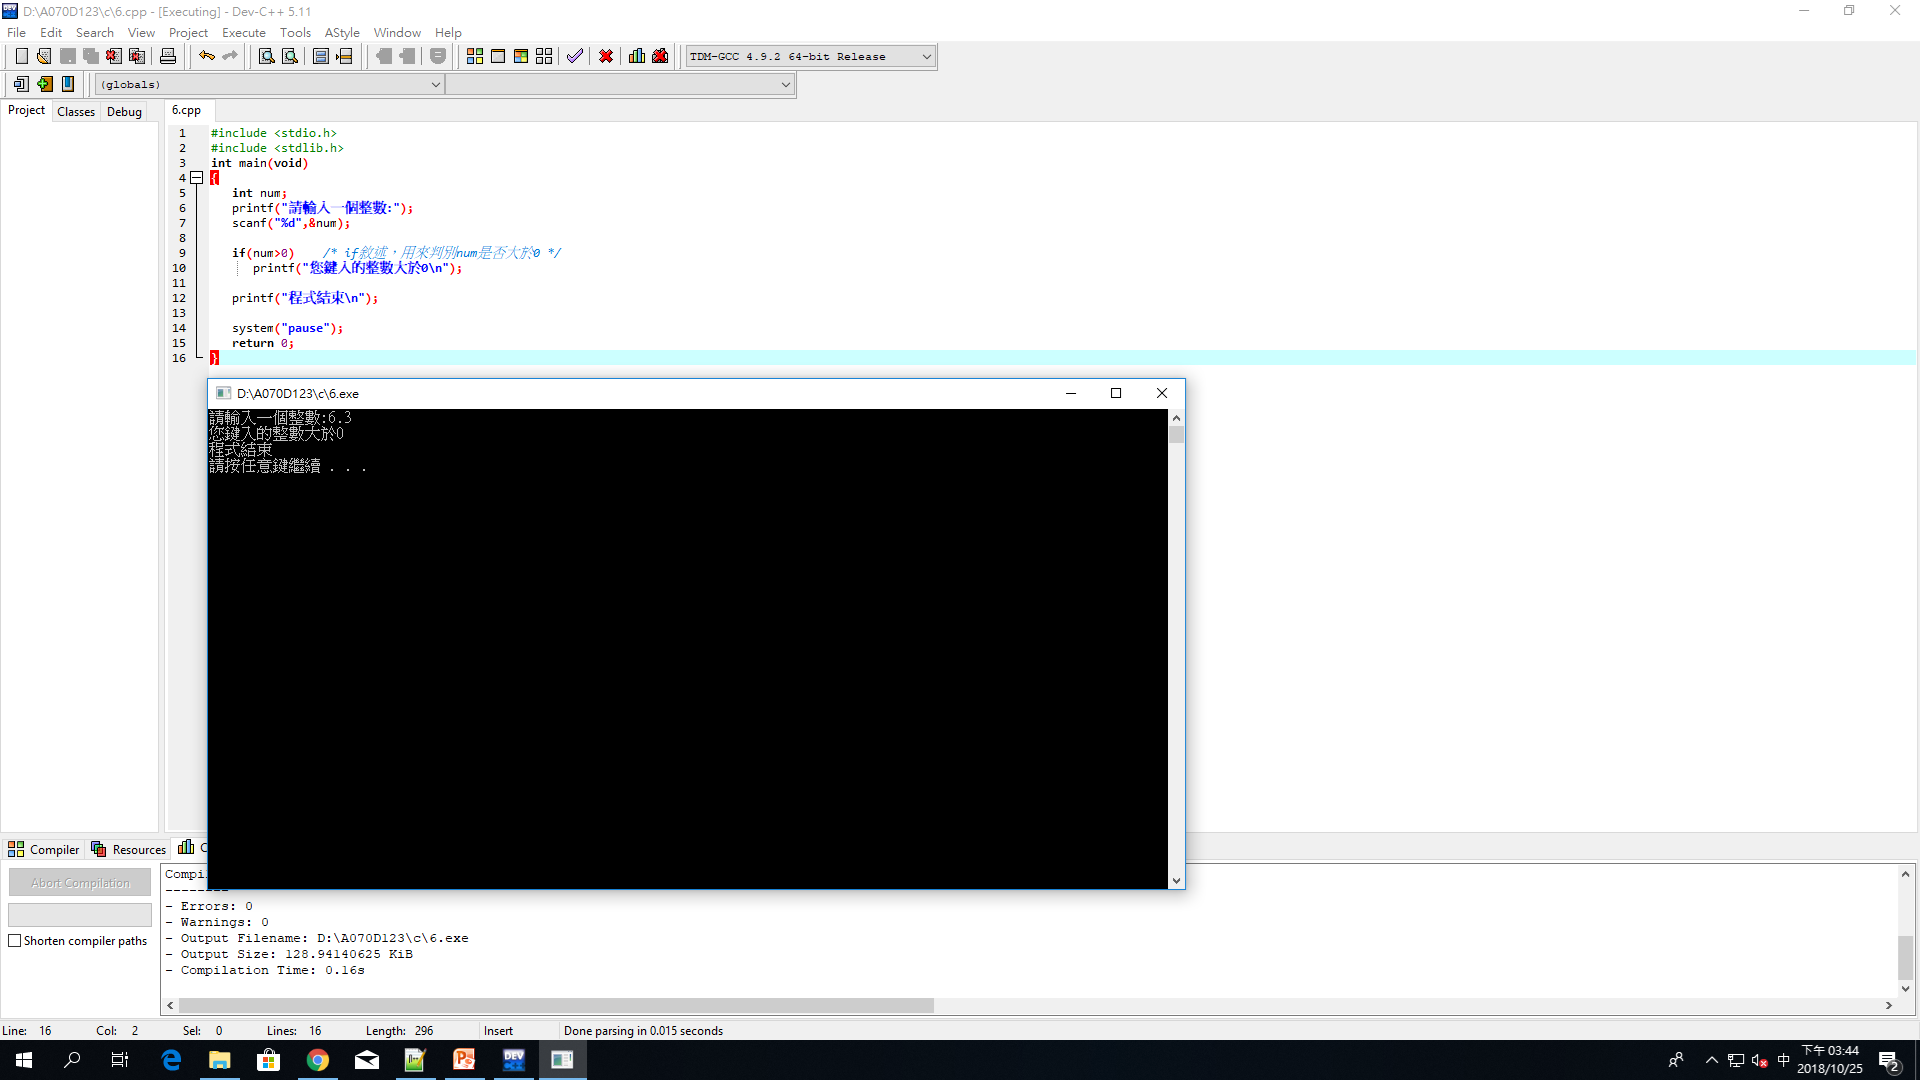 D:\A070D123\c\6.cpp - [Executing] - Dev-C++ 5.11
File Edit Search View Project Execute Tools AStyle Window Help
TDM-GCC 4.9.2 64-bit Release
(globals)
Project Classes Debug 6.cpp
1 #include <stdio.h>
2 #include <stdlib.h>
3 int main(void)
4 {
5 int num;
6 printf("請輸入一個整數:");
7 scanf("%d",&num);
8
9 if(num>0) /* if敘述，用來判別num是否大於0 */
10 printf("您鍵入的整數大於0\n");
11
12 printf("程式結束\n");
13
14 system("pause");
15 return 0;
16 }
D:\A070D123\c\6.exe
請輸入一個整數:6.3
您鍵入的整數大於0
程式結束
請按任意鍵繼續 . . .
Compiler Resources C
Abort Compilation
Shorten compiler paths
Compil
--------
- Errors: 0
- Warnings: 0
- Output Filename: D:\A070D123\c\6.exe
- Output Size: 128.94140625 KiB
- Compilation Time: 0.16s
Line: 16 Col: 2 Sel: 0 Lines: 16 Length: 296 Insert Done parsing in 0.015 seconds
中
下午 03:44
2018/10/25
2